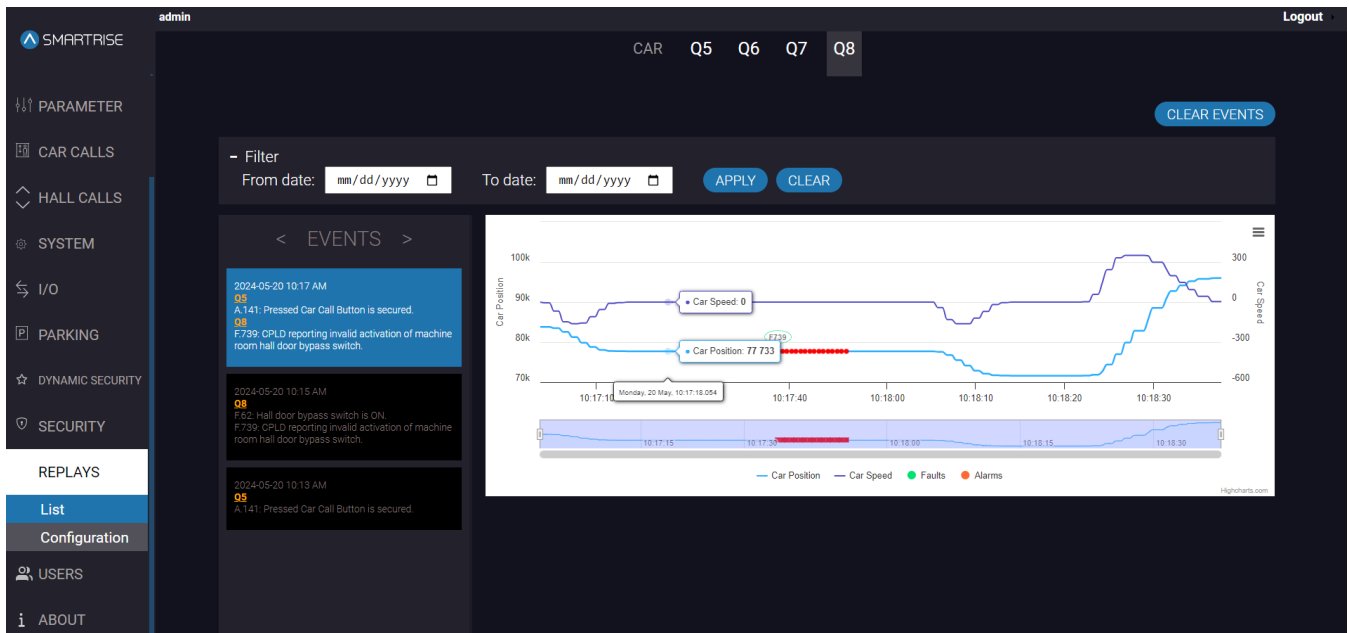 admin
Logout
SMARTRISE
CAR Q5 Q6 Q7 Q8
PARAMETER
CAR CALLS
HALL CALLS
SYSTEM
I/O
PARKING
DYNAMIC SECURITY
SECURITY
REPLAYS
List
Configuration
USERS
ABOUT
CLEAR EVENTS
- Filter
From date: mm/dd/yyyy To date: mm/dd/yyyy APPLY CLEAR
< EVENTS >
2024-05-20 10:17 AM
Q5
A.141: Pressed Car Call Button is secured.
Q8
F.739: CPLD reporting invalid activation of machine
room hall door bypass switch.
2024-05-20 10:15 AM
Q8
F.62: Hall door bypass switch is ON.
F.739: CPLD reporting invalid activation of machine
room hall door bypass switch.
2024-05-20 10:13 AM
Q5
A.141: Pressed Car Call Button is secured.
Car Position
100k
90k
80k
70k
Car Speed: 0
F739
Car Position: 77 733
Monday, 20 May, 10:17:18.054
300
0
-300
-600
Car Speed
10:17:10 10:17:40 10:18:00 10:18:10 10:18:20 10:18:30
10:17:15 10:17:30 10:18:00 10:18:15 10:18:30
Car Position Car Speed Faults Alarms
Highcharts.com